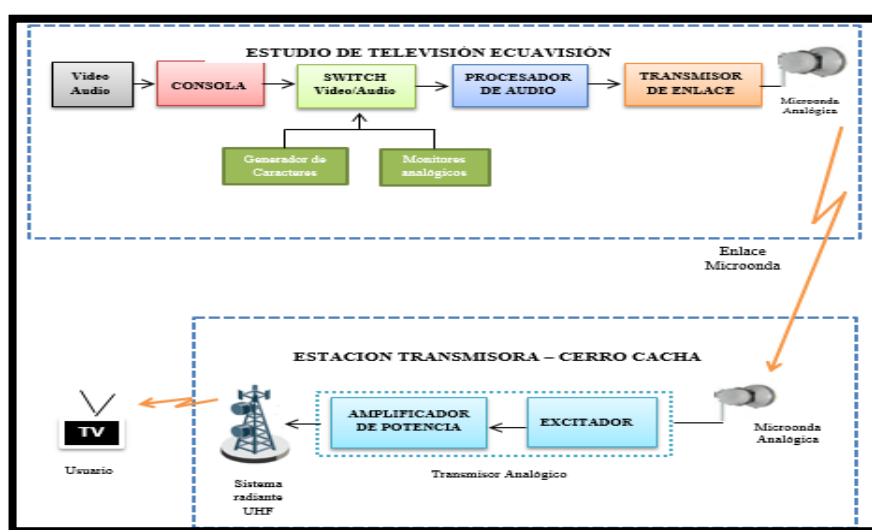 ESTUDIO DE TELEVISIÓN ECUAVISIÓN
Video
Audio
CONSOLA
SWITCH
Video/Audio
PROCESADOR
DE AUDIO
TRANSMISOR
DE ENLACE
Microonda
Analógica
Generador de
Caracteres
Monitores
analógicos
Enlace
Microonda
ESTACION TRANSMISORA – CERRO CACHA
TV
Usuario
Sistema
radiante
UHF
AMPLIFICADOR
DE POTENCIA
EXCITADOR
Transmisor Analógico
Microonda
Analógica